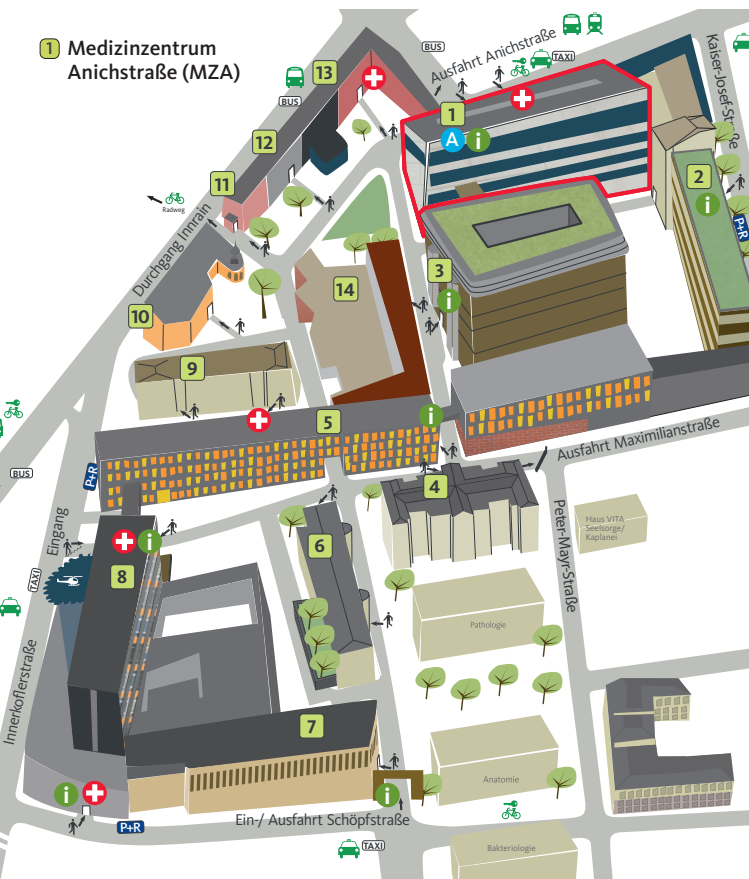 1 Medizinzentrum
Anichstraße (MZA)
BUS
Ausfahrt Anichstraße
TAXI
Kaiser-Josef-Straße
13
BUS
1
A
i
12
2
i
P+R
11
Radweg
Durchgang Innrain
3
i
14
10
9
5
i
Ausfahrt Maximilianstraße
BUS
P+R
4
Peter-Mayr-Straße
Haus VITA
Seelsorge/
Kaplanei
Eingang
TAXI
i
8
6
Pathologie
Innerkoflerstraße
7
Anatomie
i
i
P+R
Ein-/ Ausfahrt Schöpfstraße
TAXI
Bakteriologie